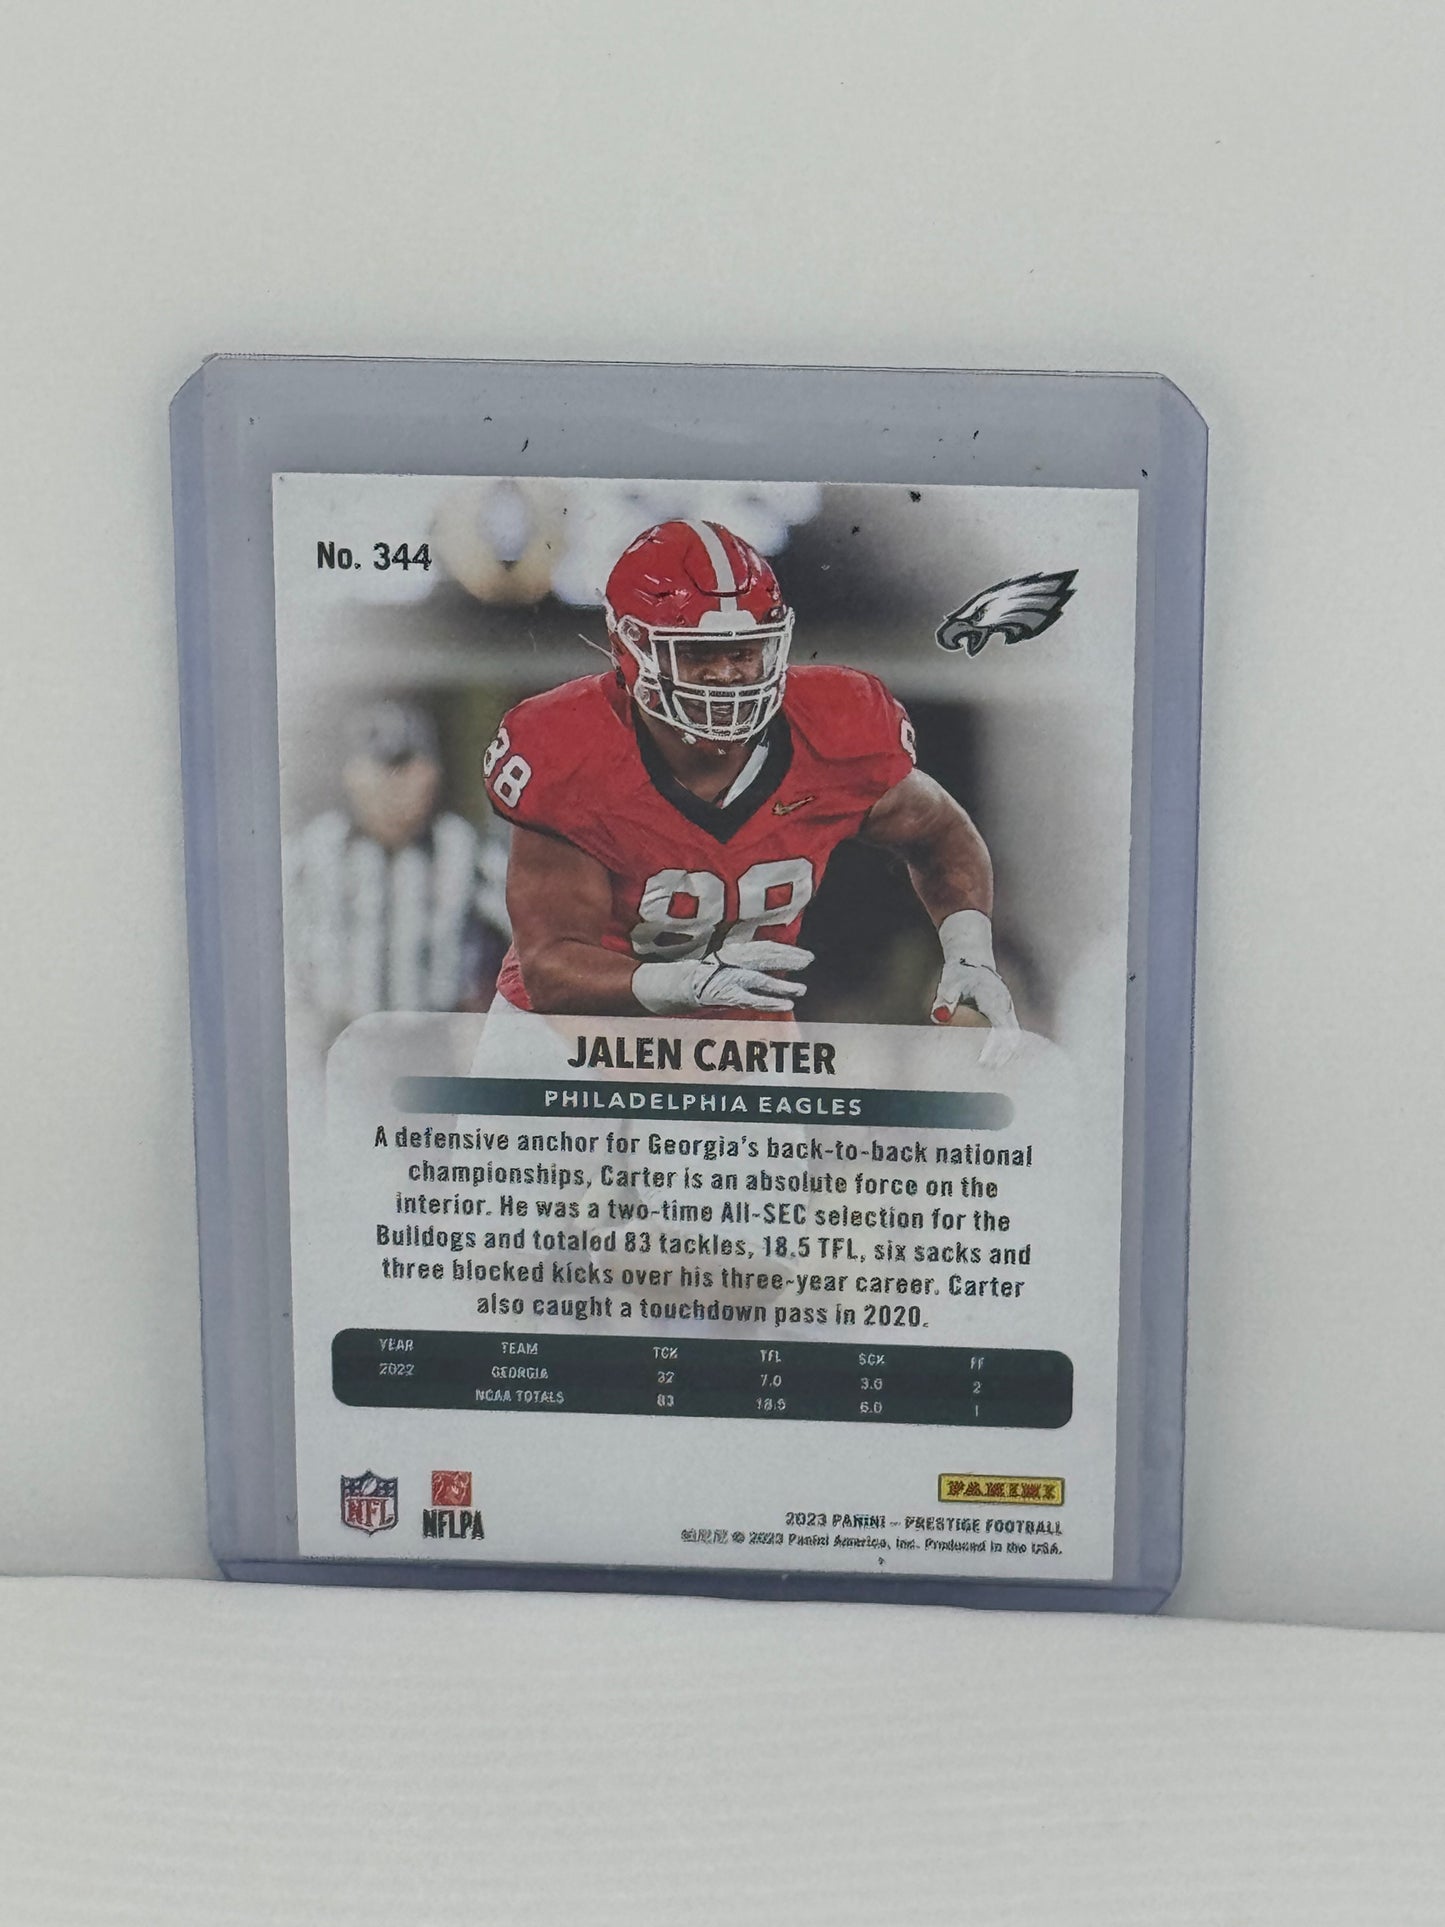 No. 344
88
88
JALEN CARTER
PHILADELPHIA EAGLES
A defensive anchor for Georgia's back-to-back national
championships, Carter is an absolute force on the
interior. He was a two-time All-SEC selection for the
Bulldogs and totaled 83 tackles, 18.5 TFL, six sacks and
three blocked kicks over his three-year career. Carter
also caught a touchdown pass in 2020.
YEAR TEAM TCK TFL SCK FF
2022 GEORGIA 32 7.0 3.0 2
NCAA TOTALS 83 18.5 6.0 1
NFL
NFLPA
PANINI
2023 PANINI - PRESTIGE FOOTBALL
© 2023 Panini America, Inc. Produced in the USA.